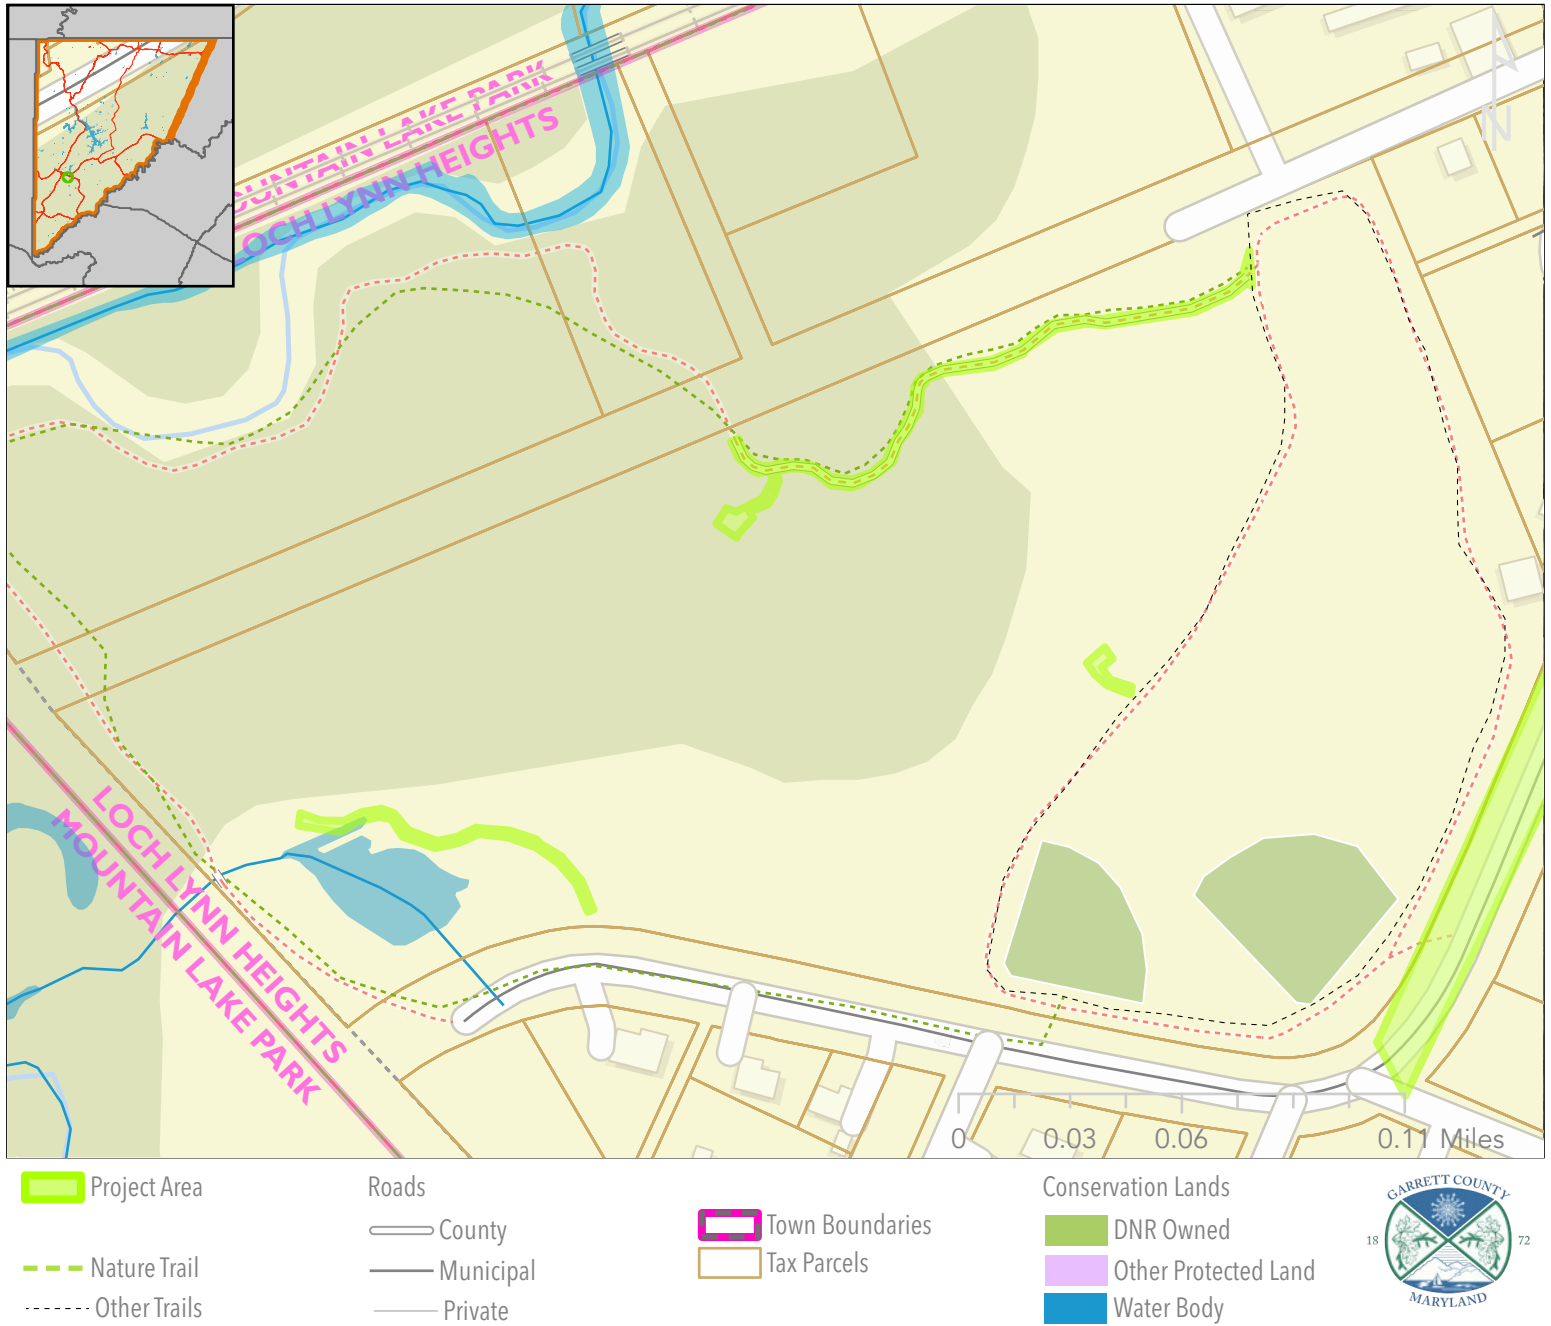 OUNTAIN LAKE PARK
OCH LYNN HEIGHTS
N
LOCH LYNN HEIGHTS
MOUNTAIN LAKE PARK
0 0.03 0.06 0.11 Miles
Project Area
Nature Trail
Other Trails
Roads
County
Municipal
Private
Town Boundaries
Tax Parcels
Conservation Lands
DNR Owned
Other Protected Land
Water Body
GARRETT COUNTY
18 72
MARYLAND